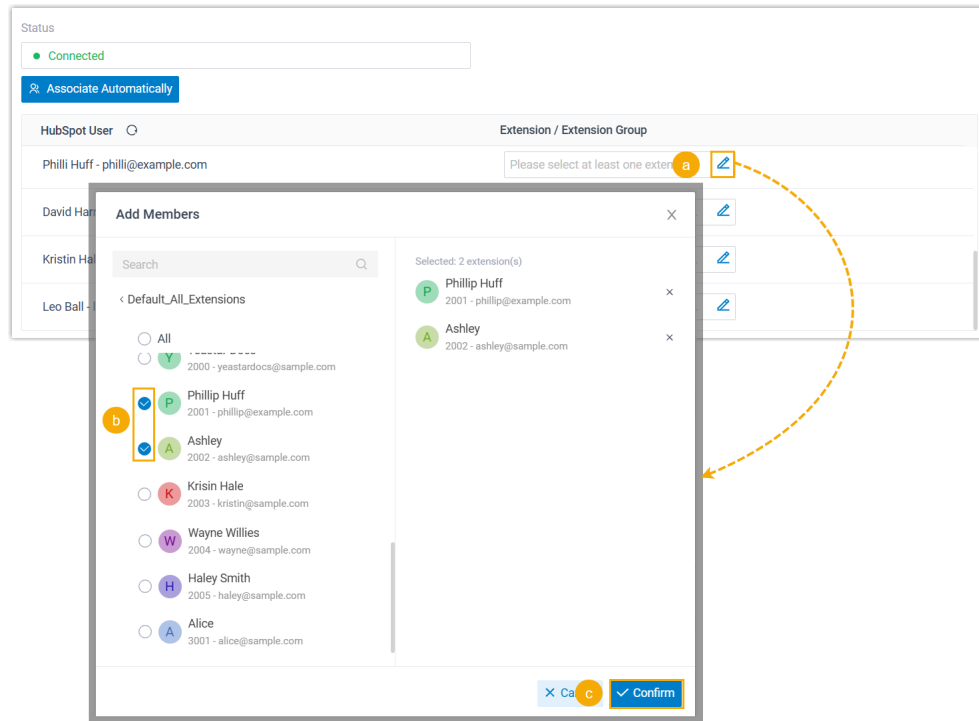 Status
Connected
Associate Automatically
HubSpot User
Extension / Extension Group
Philli Huff - philli@example.com
Please select at least one
a
David
Kristin
Leo Ball -
Add Members
Search
Default_All_Extensions
All
Y
2000 - yeastardocs@sample.com
P
Phillip Huff
2001 - phillip@example.com
b
A
Ashley
2002 - ashley@sample.com
K
Krisin Hale
2003 - kristin@sample.com
W
Wayne Willies
2004 - wayne@sample.com
H
Haley Smith
2005 - haley@sample.com
A
Alice
3001 - alice@sample.com
Selected: 2 extension(s)
P
Phillip Huff
2001 - phillip@example.com
A
Ashley
2002 - ashley@sample.com
c
Confirm